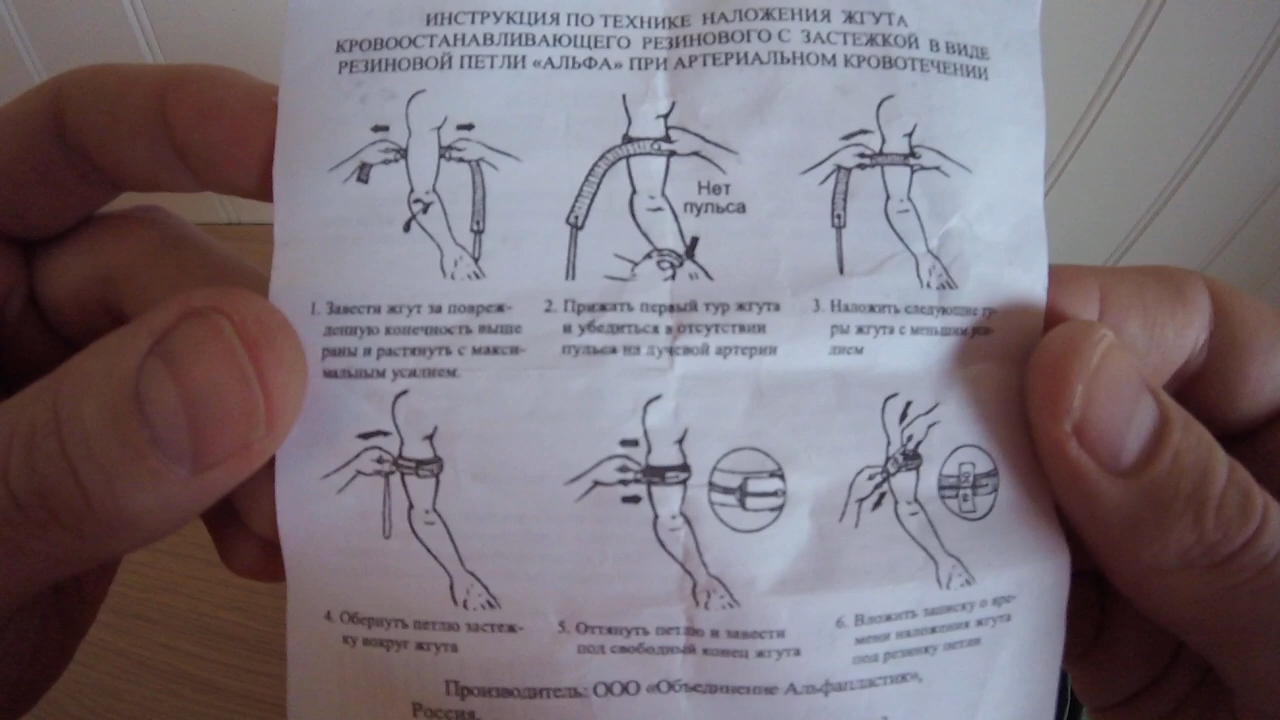 ИНСТРУКЦИЯ ПО ТЕХНИКЕ НАЛОЖЕНИЯ ЖГУТА
КРОВООСТАНАВЛИВАЮЩЕГО РЕЗИНОВОГО С ЗАСТЕЖКОЙ В ВИДЕ
РЕЗИНОВОЙ ПЕТЛИ «АЛЬФА» ПРИ АРТЕРИАЛЬНОМ КРОВОТЕЧЕНИИ
Нет
пульса
1. Завести жгут за повреж-
денную конечность выше
раны и растянуть с макси-
мальным усилием.
2. Прижать первый тур жгута
и убедиться в отсутствии
пульса на лучевой артерии
3. Наложить следующие ту-
ры жгута с меньшим уси-
лием
4. Обернуть петлю застеж-
ку вокруг жгута
5. Оттянуть петлю и завести
под свободный конец жгута
6. Вложить записку о вре-
мени наложения жгута
под резинку петли
Производитель: ООО «Объединение Альфапластик»,
Россия,